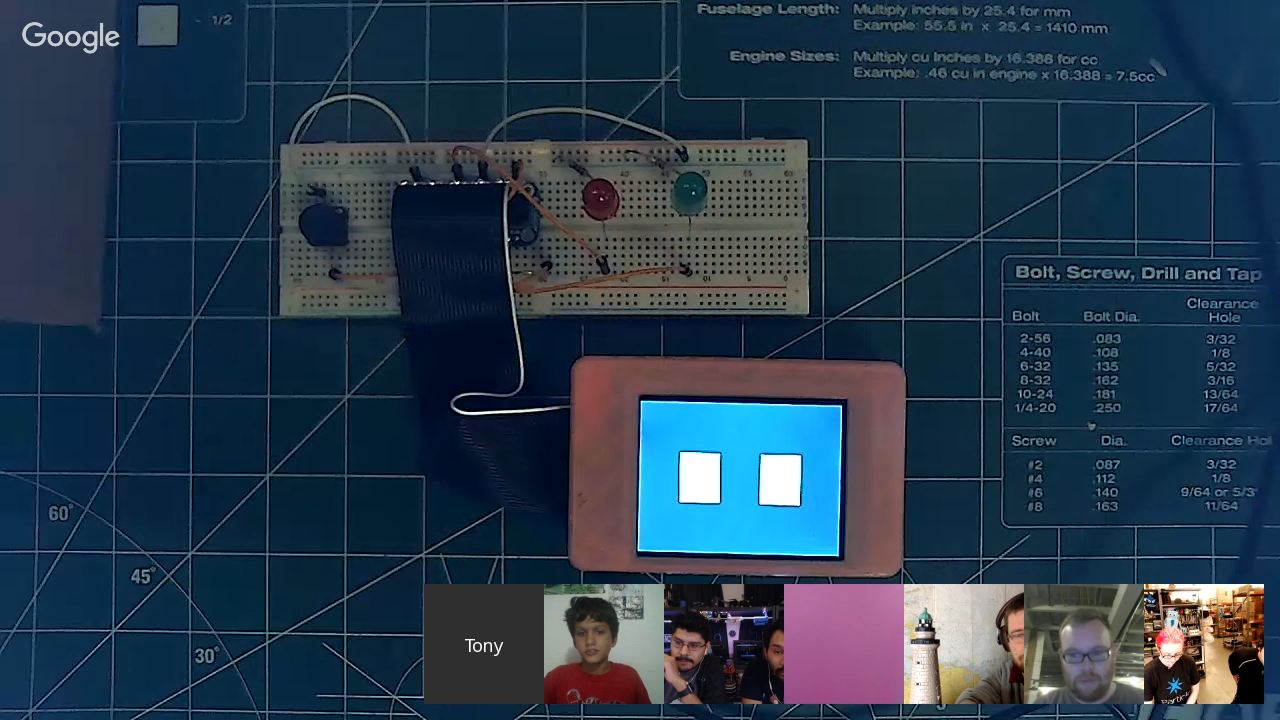 Google
- 1/2
Fuselage Length: Multiply inches by 25.4 for mm
Example: 55.5 in x 25.4 = 1410 mm
Engine Sizes: Multiply cu inches by 16.388 for cc
Example: .46 cu in engine x 16.388 = 7.5cc
Bolt, Screw, Drill and Tap
Clearance
Bolt Bolt Dia. Hole
2-56 .083 3/32
4-40 .108 1/8
6-32 .135 5/32
8-32 .162 3/16
10-24 .181 13/64
1/4-20 .250 17/64
Screw Dia. Clearance
#2 .087 3/32
#4 .112 1/8
#6 .140 9/64 or
#8 .163 11/64
60°
45°
30°
Tony